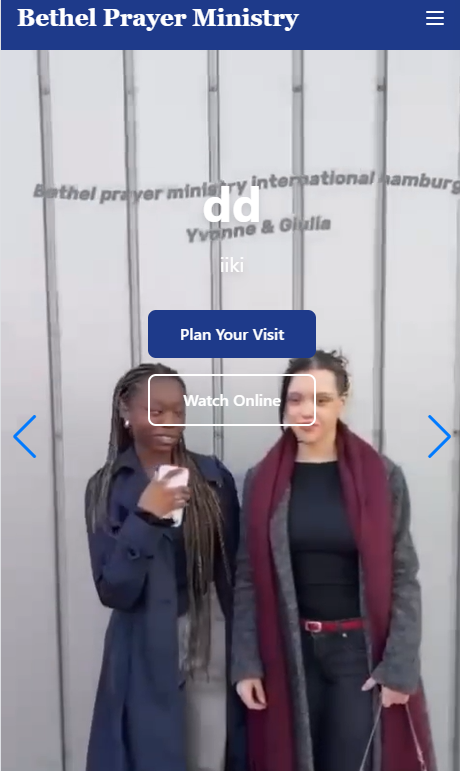 Bethel Prayer Ministry
Bethel prayer ministry international hamburg
dd
Yvonne & Giulia
iiki
Plan Your Visit
Watch Online